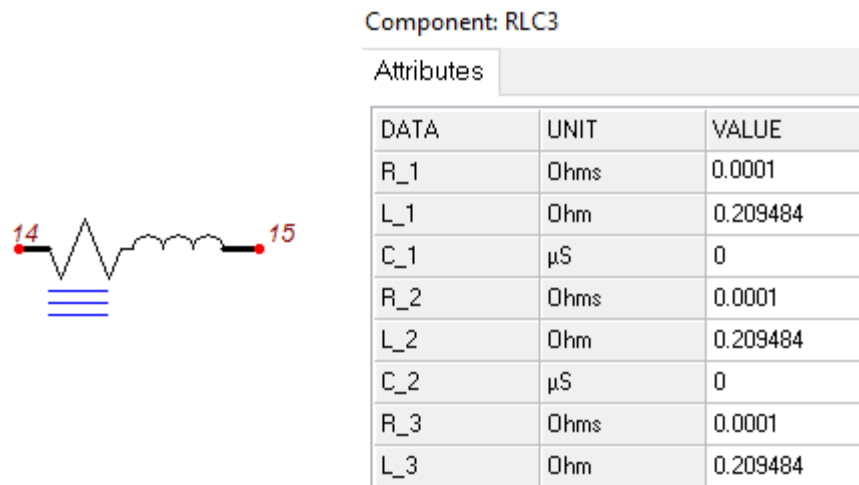 Component: RLC3
Attributes
DATA UNIT VALUE
R_1 Ohms 0.0001
L_1 Ohm 0.209484
C_1 µS 0
14 15
R_2 Ohms 0.0001
L_2 Ohm 0.209484
C_2 µS 0
R_3 Ohms 0.0001
L_3 Ohm 0.209484